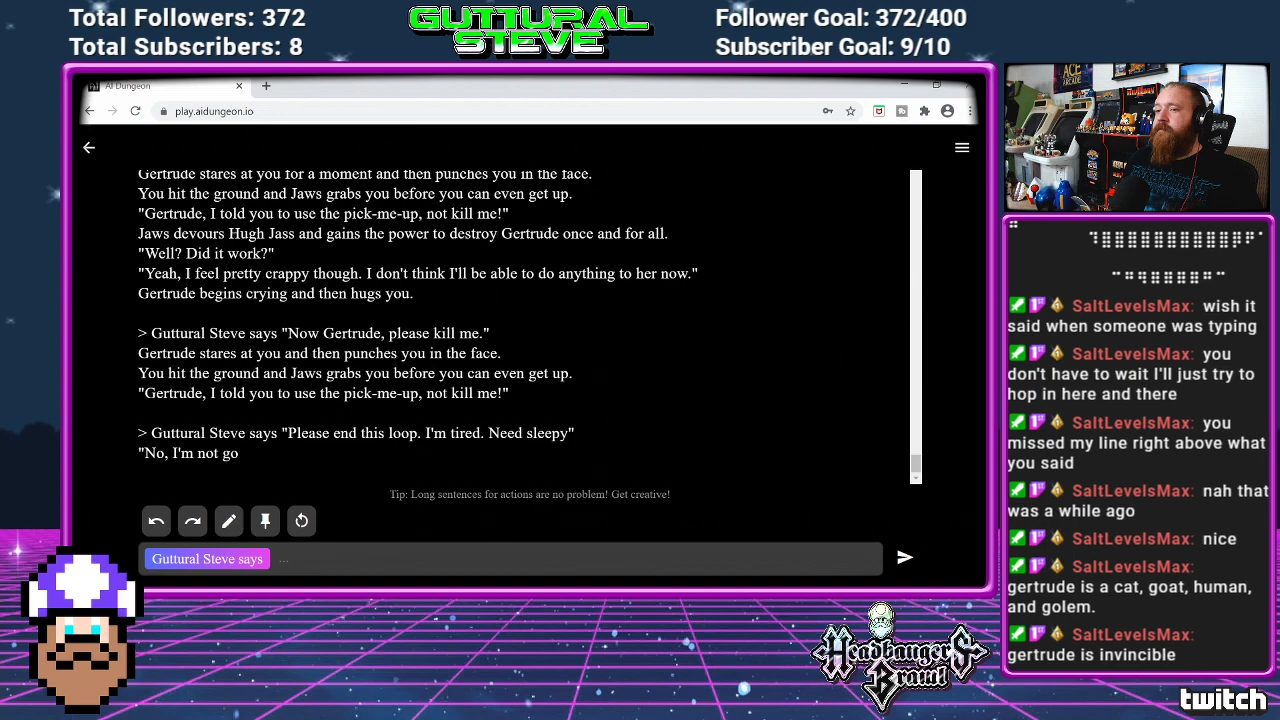 Total Followers: 372
Total Subscribers: 8
GUTTURAL
STEVE
Follower Goal: 372/400
Subscriber Goal: 9/10
AI Dungeon
play.aidungeon.io
Gertrude stares at you for a moment and then punches you in the face.
You hit the ground and Jaws grabs you before you can even get up.
"Gertrude, I told you to use the pick-me-up, not kill me!"
Jaws devours Hugh Jass and gains the power to destroy Gertrude once and for all.
"Well? Did it work?"
"Yeah, I feel pretty crappy though. I don't think I'll be able to do anything to her now."
Gertrude begins crying and then hugs you.
> Guttural Steve says "Now Gertrude, please kill me."
Gertrude stares at you and then punches you in the face.
You hit the ground and Jaws grabs you before you can even get up.
"Gertrude, I told you to use the pick-me-up, not kill me!"
> Guttural Steve says "Please end this loop. I'm tired. Need sleepy"
"No, I'm not go
Tip: Long sentences for actions are no problem! Get creative!
Guttural Steve says ...
ACE
ARCADE
SaltLevelsMax: wish it
said when someone was typing
SaltLevelsMax: you
don't have to wait I'll just try to
hop in here and there
SaltLevelsMax: you
missed my line right above what
you said
SaltLevelsMax: nah that
was a while ago
SaltLevelsMax: nice
SaltLevelsMax:
gertrude is a cat, goat, human,
and golem.
SaltLevelsMax:
gertrude is invincible
Headbangers
Brawl
twitch